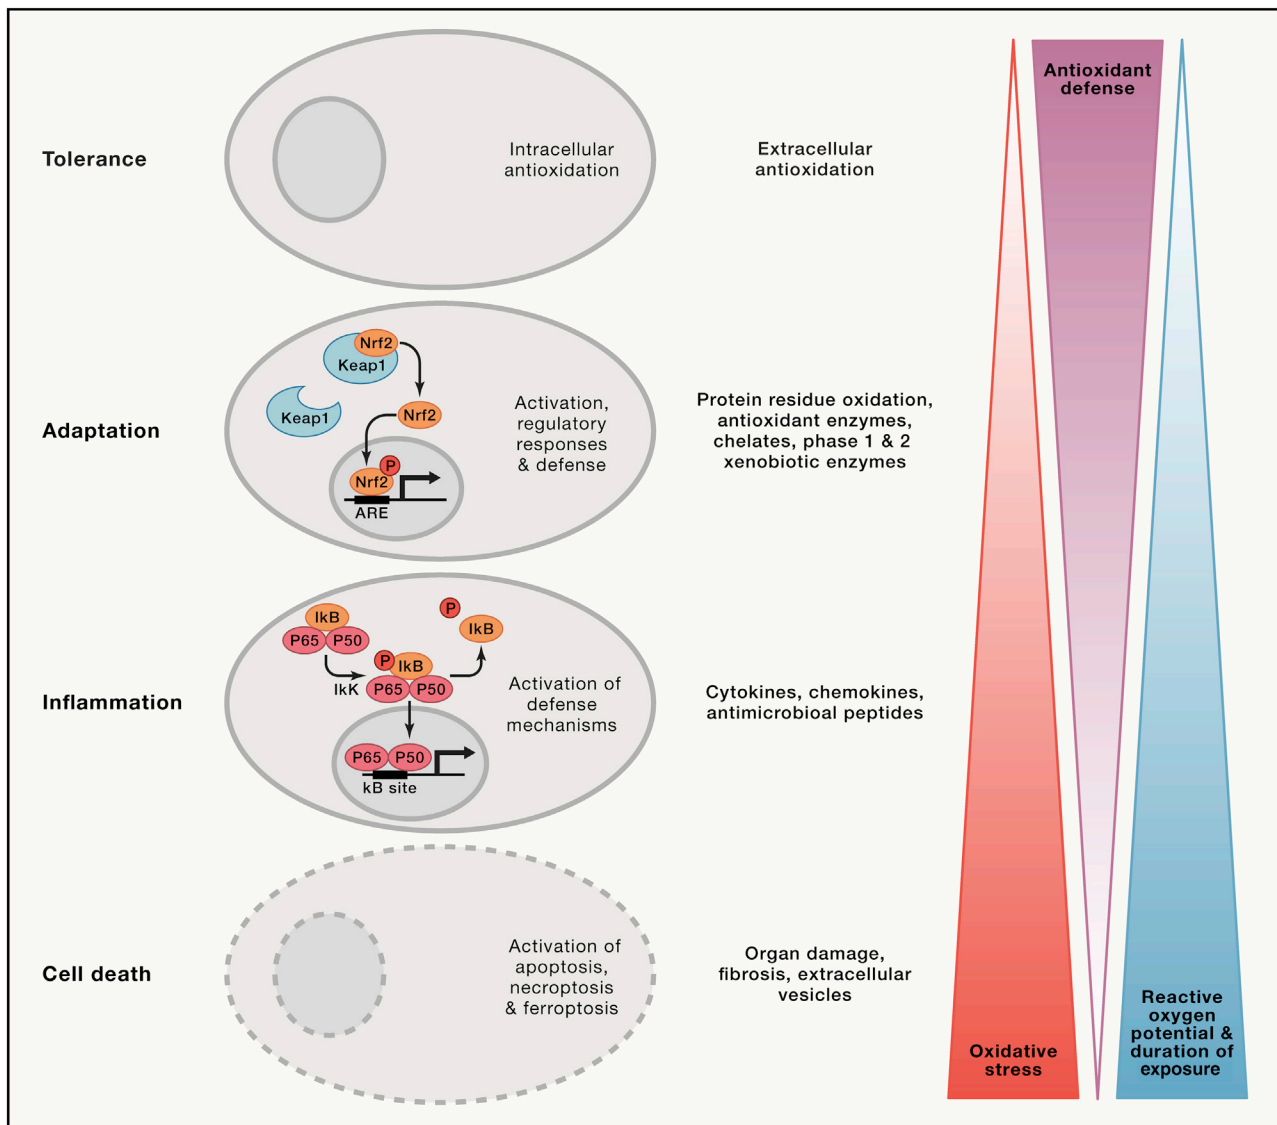 Antioxidant
defense
Tolerance
Intracellular
antioxidation
Extracellular
antioxidation
Nrf2
Keap1
Keap1
Nrf2
Adaptation
Activation,
regulatory
responses
& defense
Protein residue oxidation,
antioxidant enzymes,
chelates, phase 1 & 2
xenobiotic enzymes
P
Nrf2
ARE
IkB
P65 P50
P
IkB
P
IkB
IkK
P65 P50
Inflammation
Activation of
defense
mechanisms
Cytokines, chemokines,
antimicrobioal peptides
P65 P50
kB site
Cell death
Activation of
apoptosis,
necroptosis
& ferroptosis
Organ damage,
fibrosis, extracellular
vesicles
Oxidative
stress
Reactive
oxygen
potential &
duration of
exposure